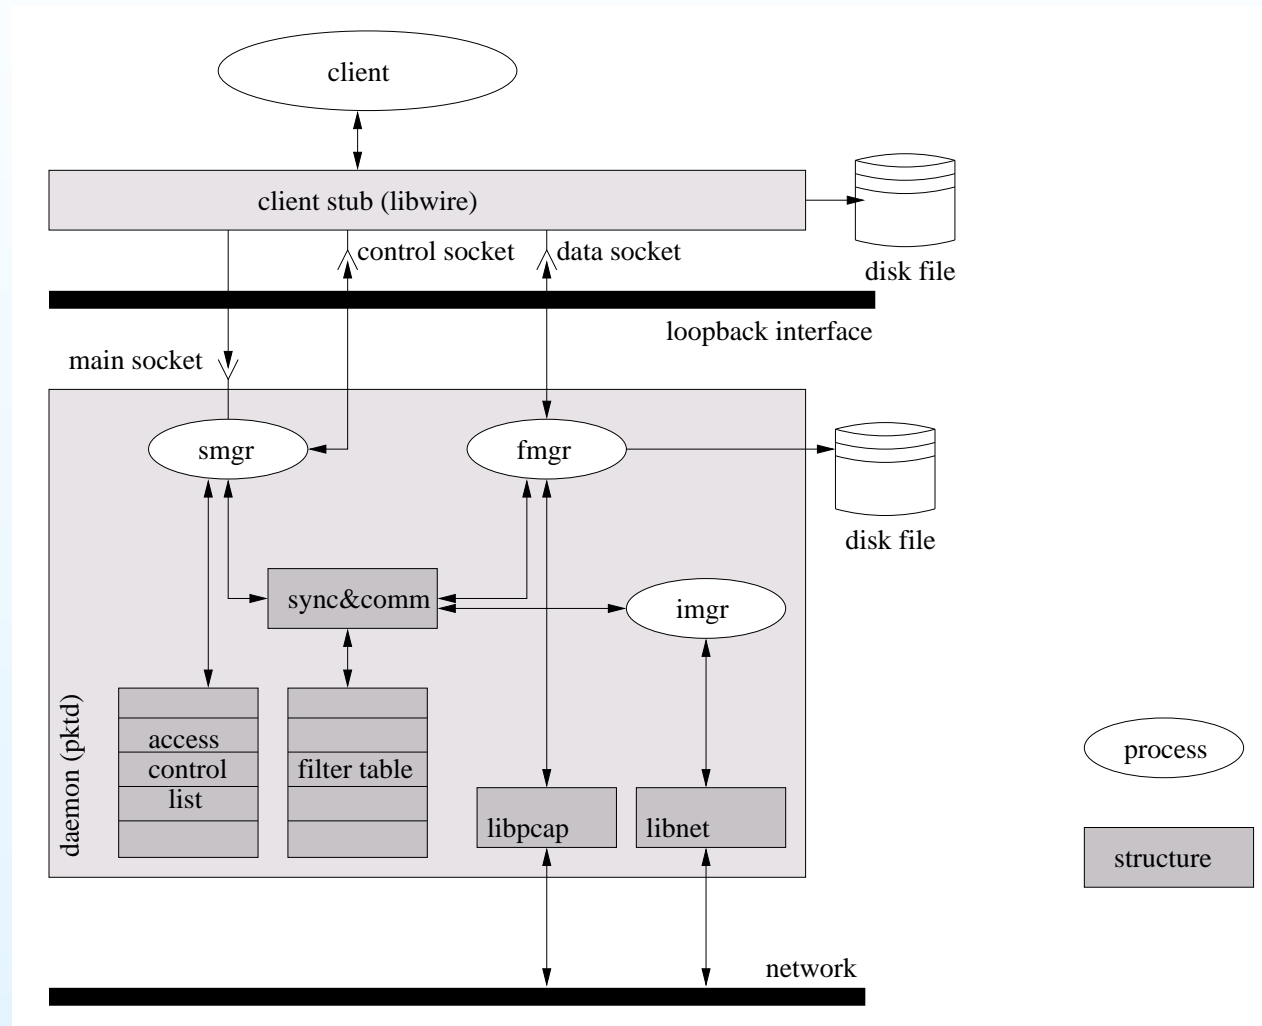 client
client stub (libwire)
control socket
data socket
disk file
loopback interface
main socket
smgr
fmgr
disk file
sync&comm
imgr
daemon (pktd)
access
control
list
filter table
process
libpcap
libnet
structure
network